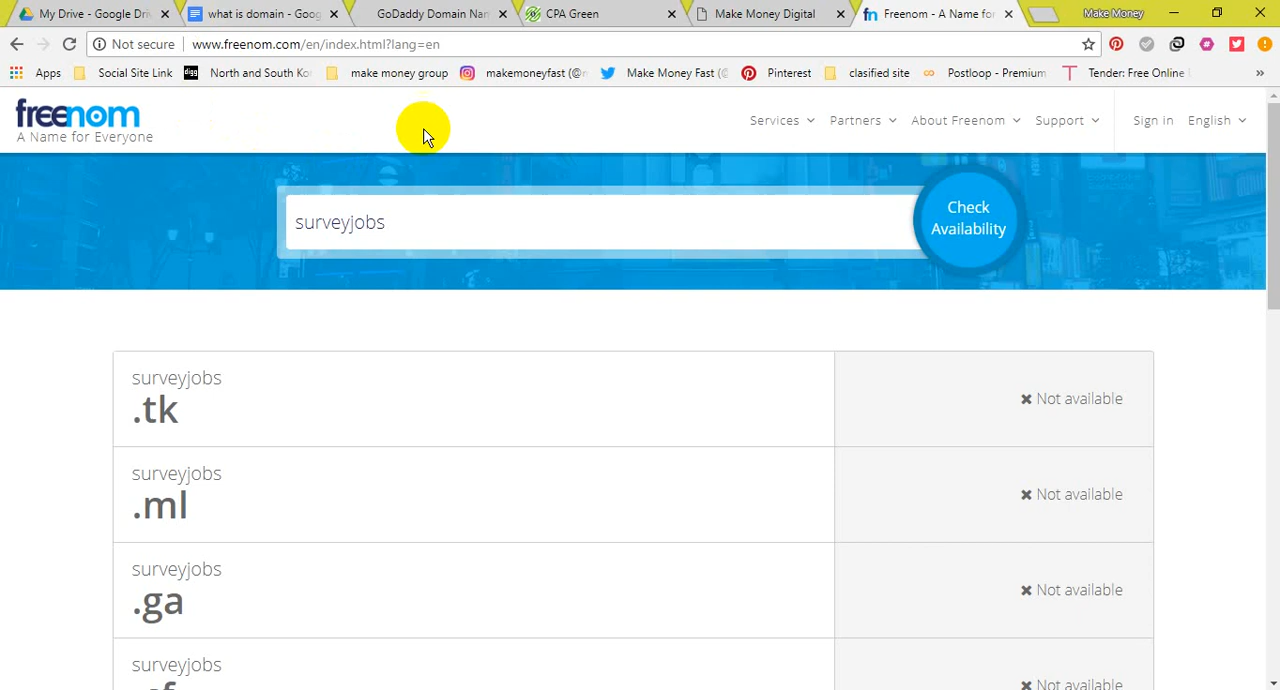 My Drive - Google Dri
what is domain - Goog
GoDaddy Domain Nan
CPA Green
Make Money Digital
Freenom - A Name for
Make Money
Not secure
www.freenom.com/en/index.html?lang=en
Apps
Social Site Link
digg
North and South Ko
make money group
makemoneyfast (@
Make Money Fast (
Pinterest
clasified site
Postloop - Premium
Tender: Free Online
»
freenom
A Name for Everyone
Services
Partners
About Freenom
Support
Sign in
English
surveyjobs
Check
Availability
surveyjobs
.tk
Not available
surveyjobs
.ml
Not available
surveyjobs
.ga
Not available
surveyjobs
Not available